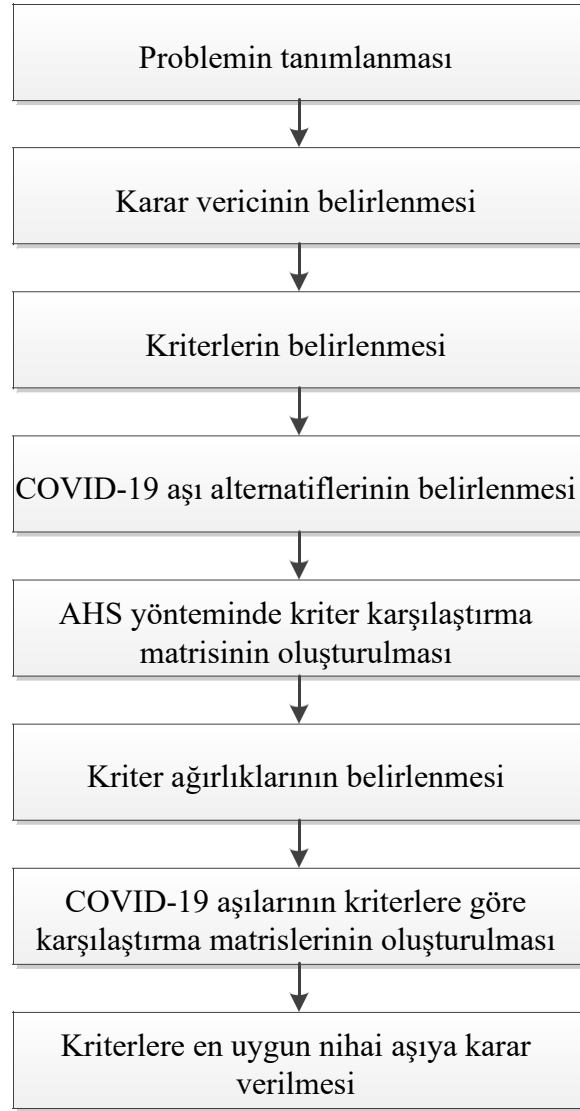 Problemin tanımlanması
Karar vericinin belirlenmesi
Kriterlerin belirlenmesi
COVID-19 aşı alternatiflerinin belirlenmesi
AHS yönteminde kriter karşılaştırma
matrisinin oluşturulması
Kriter ağırlıklarının belirlenmesi
COVID-19 aşılarının kriterlere göre
karşılaştırma matrislerinin oluşturulması
Kriterlere en uygun nihai aşıya karar
verilmesi